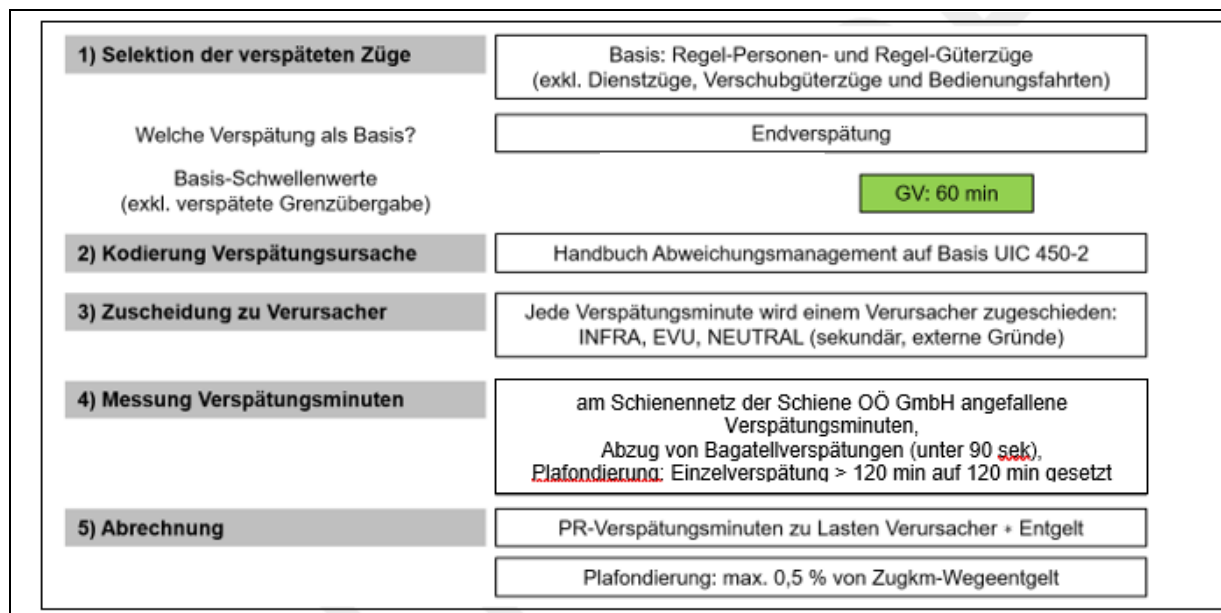 1) Selektion der verspäteten Züge
Basis: Regel-Personen- und Regel-Güterzüge
(exkl. Dienstzüge, Verschubgüterzüge und Bedienungsfahrten)
Welche Verspätung als Basis?
Endverspätung
Basis-Schwellenwerte
(exkl. verspätete Grenzübergabe)
GV: 60 min
2) Kodierung Verspätungsursache
Handbuch Abweichungsmanagement auf Basis UIC 450-2
3) Zuscheidung zu Verursacher
Jede Verspätungsminute wird einem Verursacher zugeschieden:
INFRA, EVU, NEUTRAL (sekundär, externe Gründe)
4) Messung Verspätungsminuten
am Schienennetz der Schiene OÖ GmbH angefallene
Verspätungsminuten,
Abzug von Bagatellverspätungen (unter 90 sek),
Plafondierung: Einzelverspätung > 120 min auf 120 min gesetzt
5) Abrechnung
PR-Verspätungsminuten zu Lasten Verursacher * Entgelt
Plafondierung: max. 0,5 % von Zugkm-Wegeentgelt